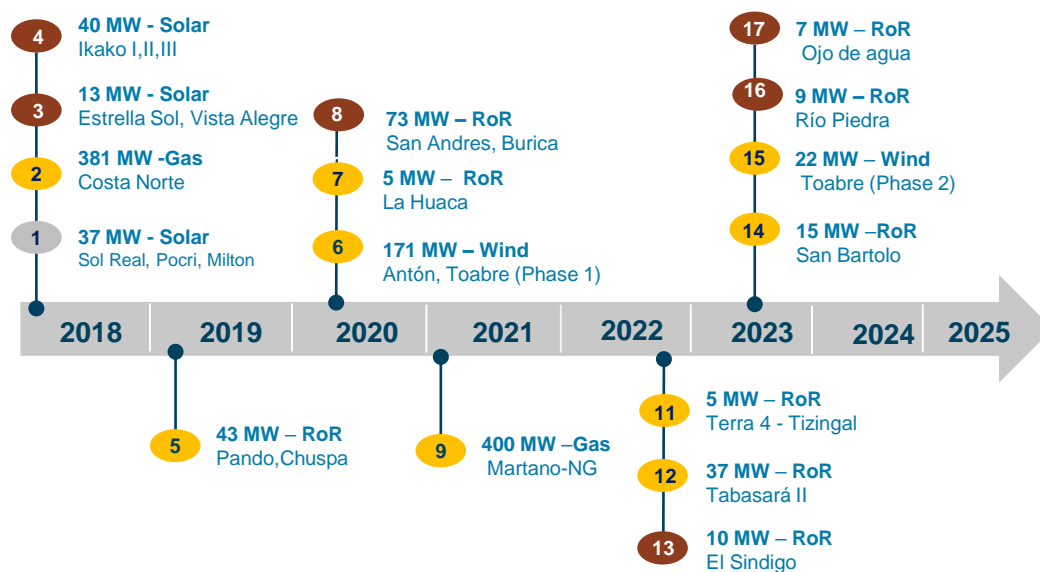 4
40 MW - Solar
Ikako I,II,III
3
13 MW - Solar
Estrella Sol, Vista Alegre
2
381 MW -Gas
Costa Norte
1
37 MW - Solar
Sol Real, Pocri, Milton
8
73 MW – RoR
San Andres, Burica
7
5 MW – RoR
La Huaca
6
171 MW – Wind
Antón, Toabre (Phase 1)
17
7 MW – RoR
Ojo de agua
16
9 MW – RoR
Río Piedra
15
22 MW – Wind
Toabre (Phase 2)
14
15 MW –RoR
San Bartolo
2018 2019 2020 2021 2022 2023 2024 2025
5
43 MW – RoR
Pando,Chuspa
9
400 MW –Gas
Martano-NG
11
5 MW – RoR
Terra 4 - Tizingal
12
37 MW – RoR
Tabasará II
13
10 MW – RoR
El Sindigo